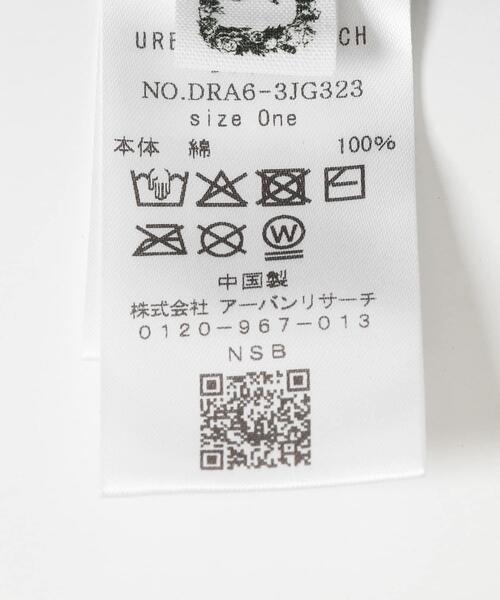 URB CH
NO.DRA6-3JG323
size One
本体 綿 100%
W
中国製
株式会社 アーバンリサーチ
0120-967-013
NSB